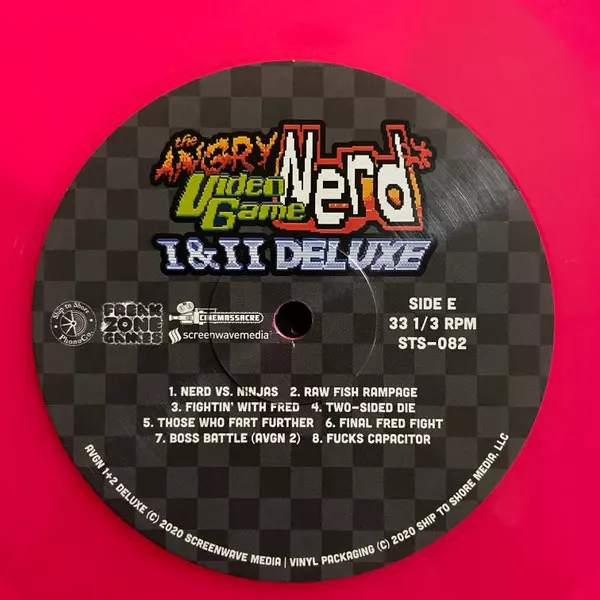 the
ANGRY
Video
Game
Nerd
I & II DELUXE
Ship to Shore
PhonoCo.
FREAK
ZONE
GAMES
CINEMASSACRE
screenwavemedia
SIDE E
33 1/3 RPM
STS-082
1. NERD VS. NINJAS 2. RAW FISH RAMPAGE
3. FIGHTIN' WITH FRED 4. TWO-SIDED DIE
5. THOSE WHO FART FURTHER 6. FINAL FRED FIGHT
7. BOSS BATTLE (AVGN 2) 8. FUCKS CAPACITOR
AVGN 1+2 DELUXE (C) 2020 SCREENWAVE MEDIA | VINYL PACKAGING (C) 2020 SHIP TO SHORE MEDIA, LLC